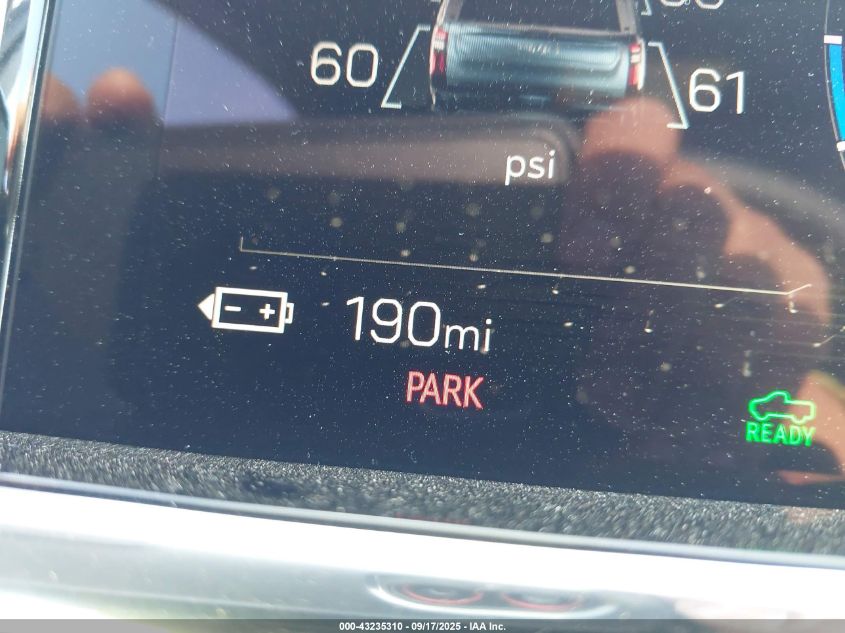 60
61
psi
190mi
PARK
READY
000-43235310 - 09/17/2025 - IAA Inc.